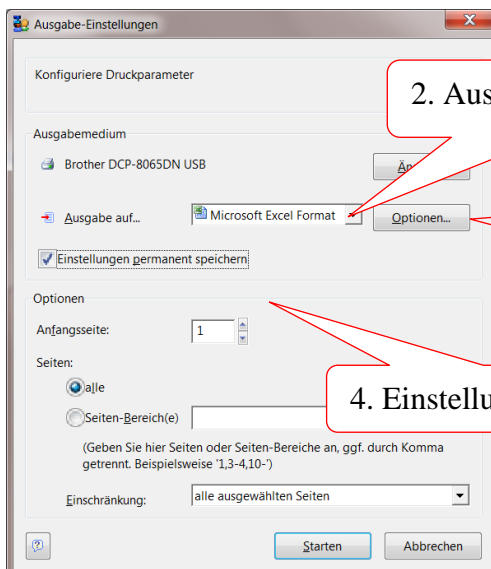 Ausgabe-Einstellungen
Konfiguriere Druckparameter
2. Aus
Ausgabemedium
Brother DCP-8065DN USB
Ausgabe auf...
Microsoft Excel Format
Optionen...
Einstellungen permanent speichern
Optionen
Anfangsseite:
1
Seiten:
alle
Seiten-Bereich(e)
4. Einstellu
(Geben Sie hier Seiten oder Seiten-Bereiche an, ggf. durch Komma
getrennt. Beispielsweise '1,3-4,10-')
Einschränkung:
alle ausgewählten Seiten
Starten
Abbrechen